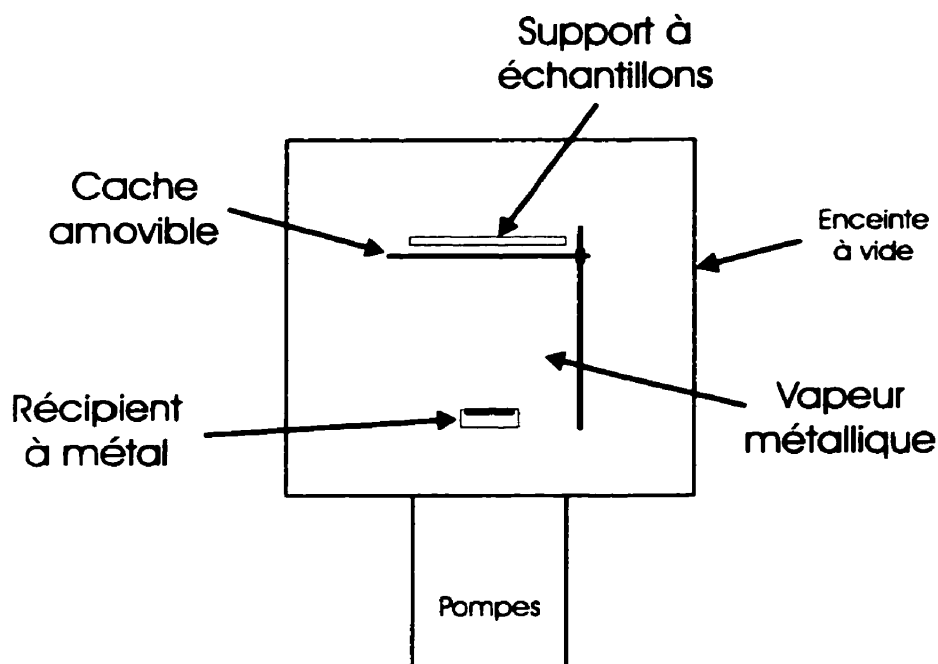 Support à
échantillons
Cache
amovible
Enceinte
à vide
Récipient
à métal
Vapeur
métallique
Pompes